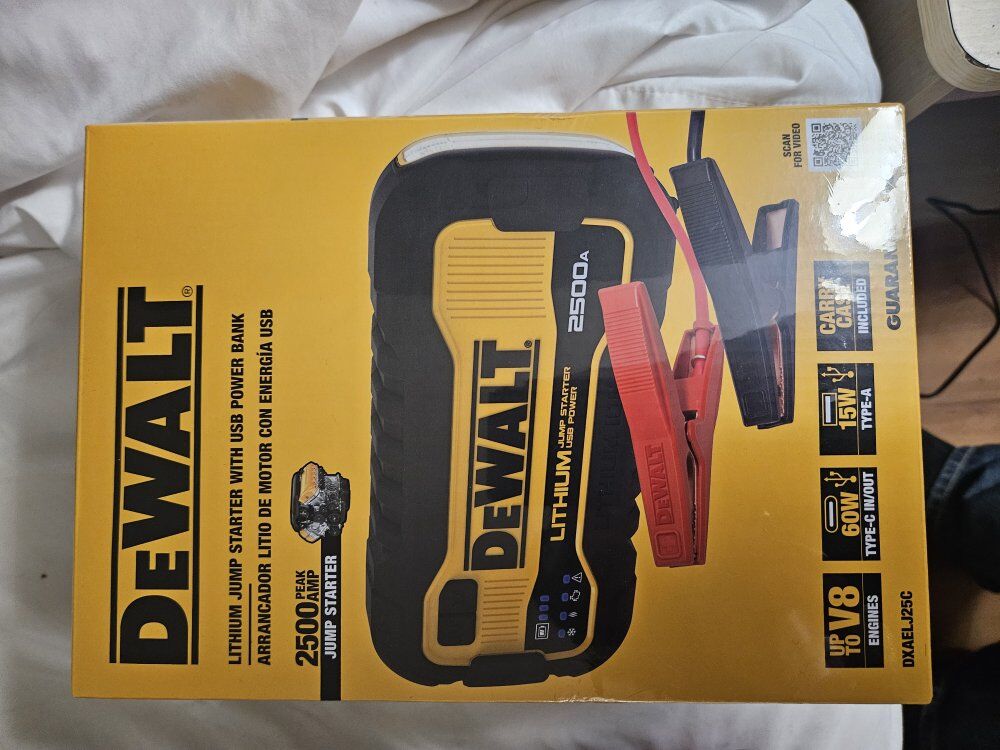 DEWALT®
LITHIUM JUMP STARTER WITH USB POWER BANK
ARRANCADOR LITIO DE MOTOR CON ENERGÍA USB
2500 PEAK AMP
JUMP STARTER
DEWALT®
LITHIUM JUMP STARTER
USB POWER
2500A
DEWALT
UP TO V8
ENGINES
60W
TYPE-C IN/OUT
15W
TYPE-A
CARRY
CASE
INCLUDED
SCAN
FOR VIDEO
DXAELJ25C